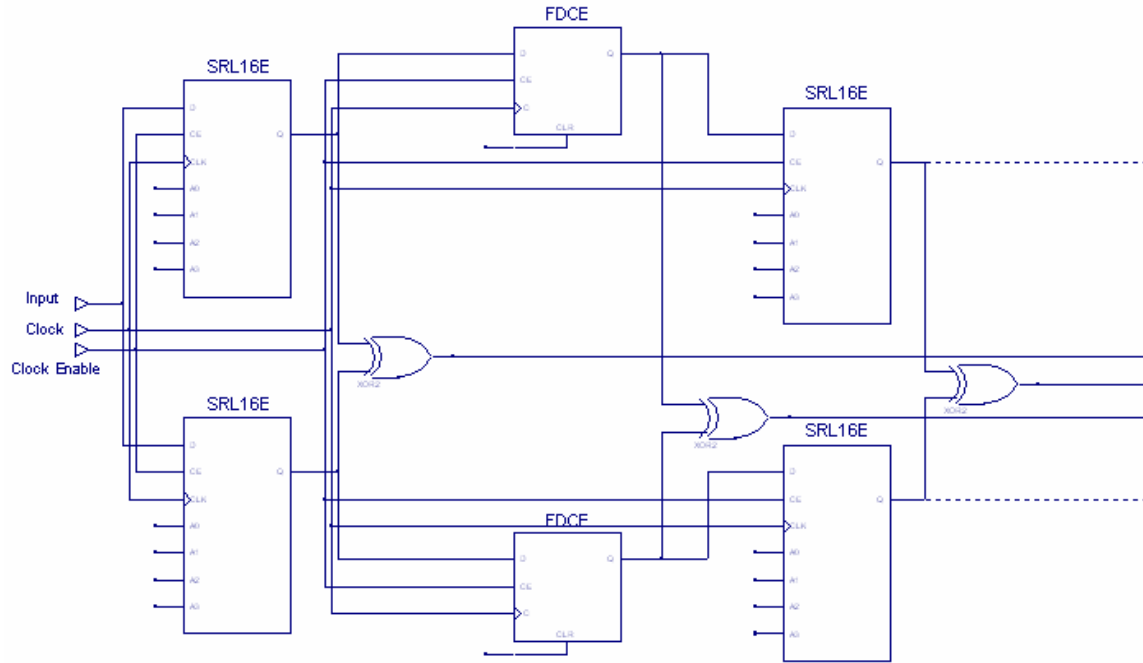 FDCE
D
Q
CE
C
CLR
SRL16E
D
CE
Q
CLK
A0
A1
A2
A3
SRL16E
D
CE
Q
CLK
A0
A1
A2
A3
Input
Clock
Clock Enable
XOR2
XOR2
XOR2
SRL16E
D
CE
Q
CLK
A0
A1
A2
A3
FDCE
D
Q
CE
C
CLR
D
CE
Q
CLK
A0
A1
A2
A3
SRL16E